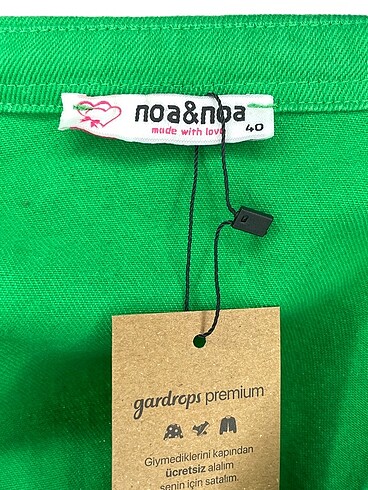 noa&noa
made with love
40
gardrops premium
Giymediklerini kapından
ücretsiz alalım
senin için satalım.